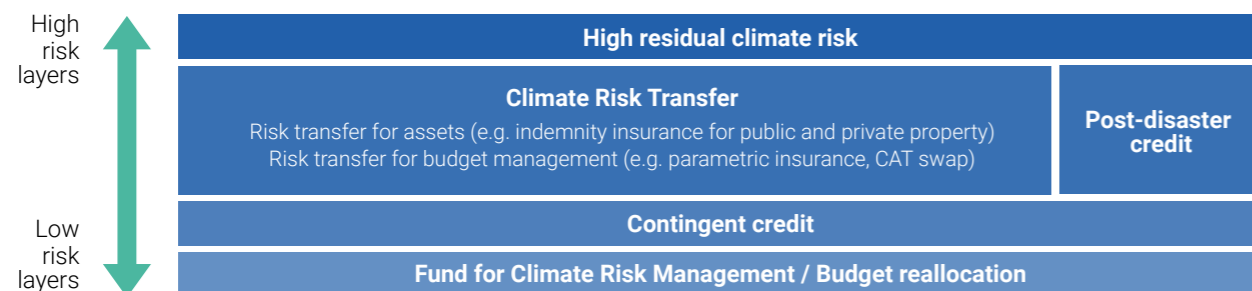 High
risk
layers
High residual climate risk
Climate Risk Transfer
Risk transfer for assets (e.g. indemnity insurance for public and private property)
Risk transfer for budget management (e.g. parametric insurance, CAT swap)
Post-disaster
credit
Contingent credit
Low
risk
layers
Fund for Climate Risk Management / Budget reallocation